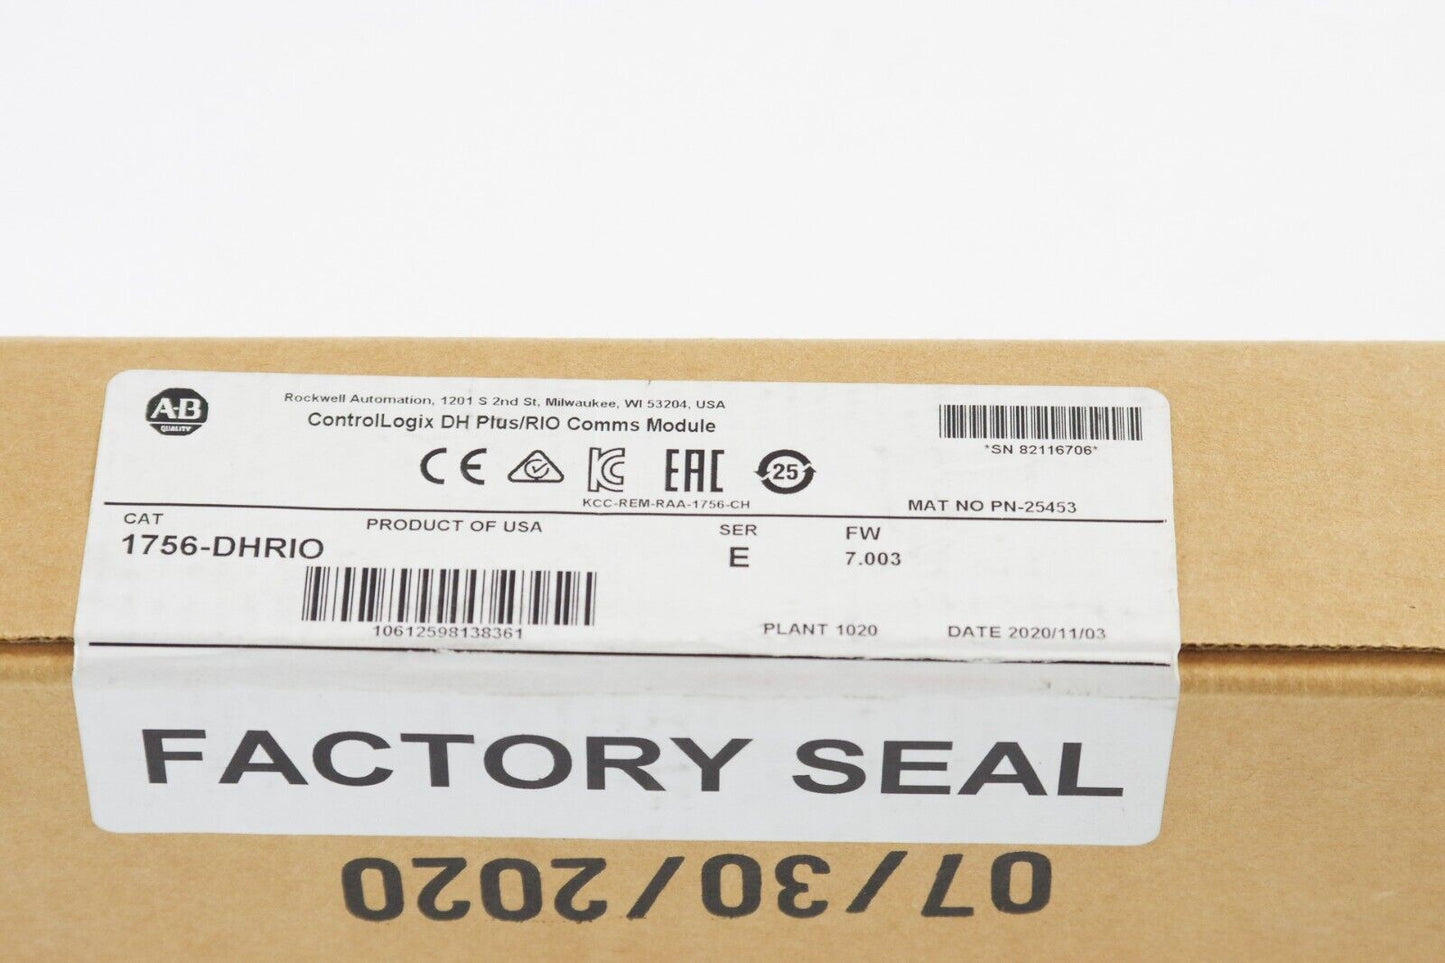 A-B
QUALITY
Rockwell Automation, 1201 S 2nd St, Milwaukee, WI 53204, USA
ControlLogix DH Plus/RIO Comms Module
*SN 82116706*
CE
KC
EAC
25
KCC-REM-RAA-1756-CH
MAT NO PN-25453
CAT
PRODUCT OF USA
SER
FW
1756-DHRIO
E
7.003
10612598138361
PLANT 1020
DATE 2020/11/03
FACTORY SEAL
07/30/2020